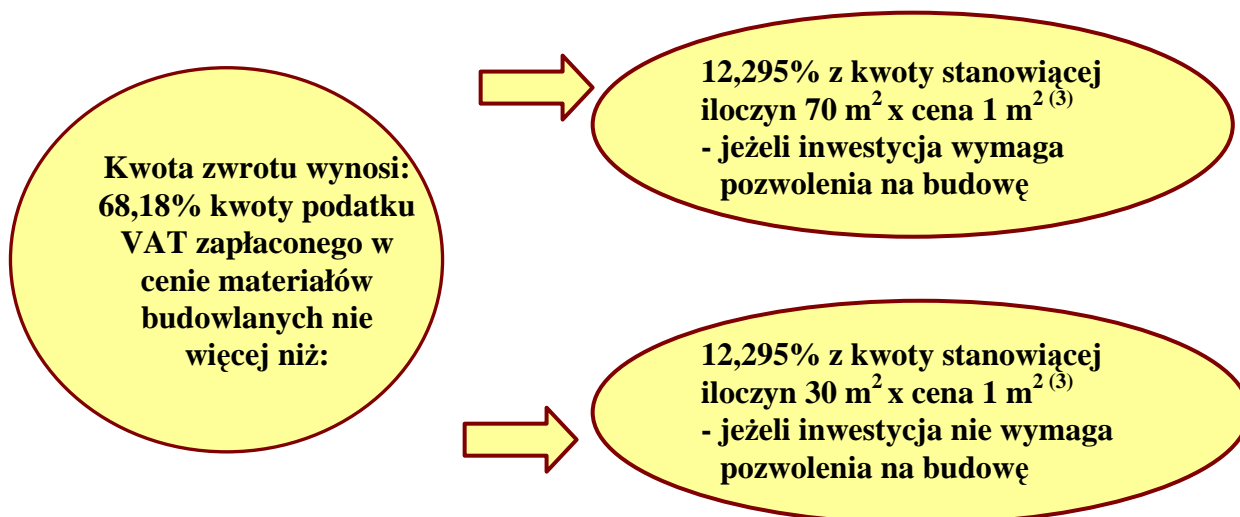 Kwota zwrotu wynosi:
68,18% kwoty podatku
VAT zapłaconego w
cenie materiałów
budowlanych nie
więcej niż:
12,295% z kwoty stanowiącej
iloczyn 70 m² x cena 1 m² ⁽³⁾
- jeżeli inwestycja wymaga
pozwolenia na budowę
12,295% z kwoty stanowiącej
iloczyn 30 m² x cena 1 m² ⁽³⁾
- jeżeli inwestycja nie wymaga
pozwolenia na budowę